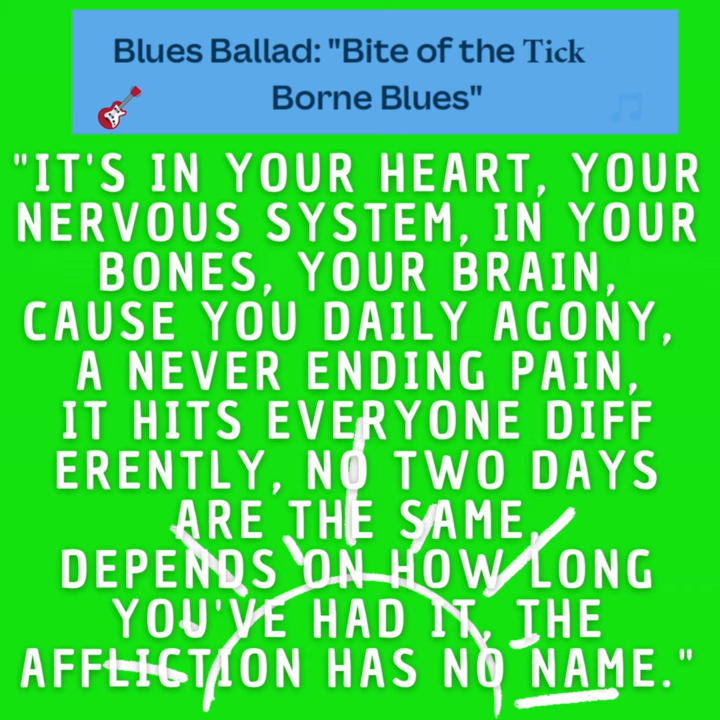 Blues Ballad: "Bite of the Tick
Borne Blues"
"IT'S IN YOUR HEART, YOUR
NERVOUS SYSTEM, IN YOUR
BONES, YOUR BRAIN,
CAUSE YOU DAILY AGONY,
A NEVER ENDING PAIN,
IT HITS EVERYONE DIFF
ERENTLY, NO TWO DAYS
ARE THE SAME,
DEPENDS ON HOW LONG
YOU'VE HAD IT, THE
AFFLICTION HAS NO NAME."